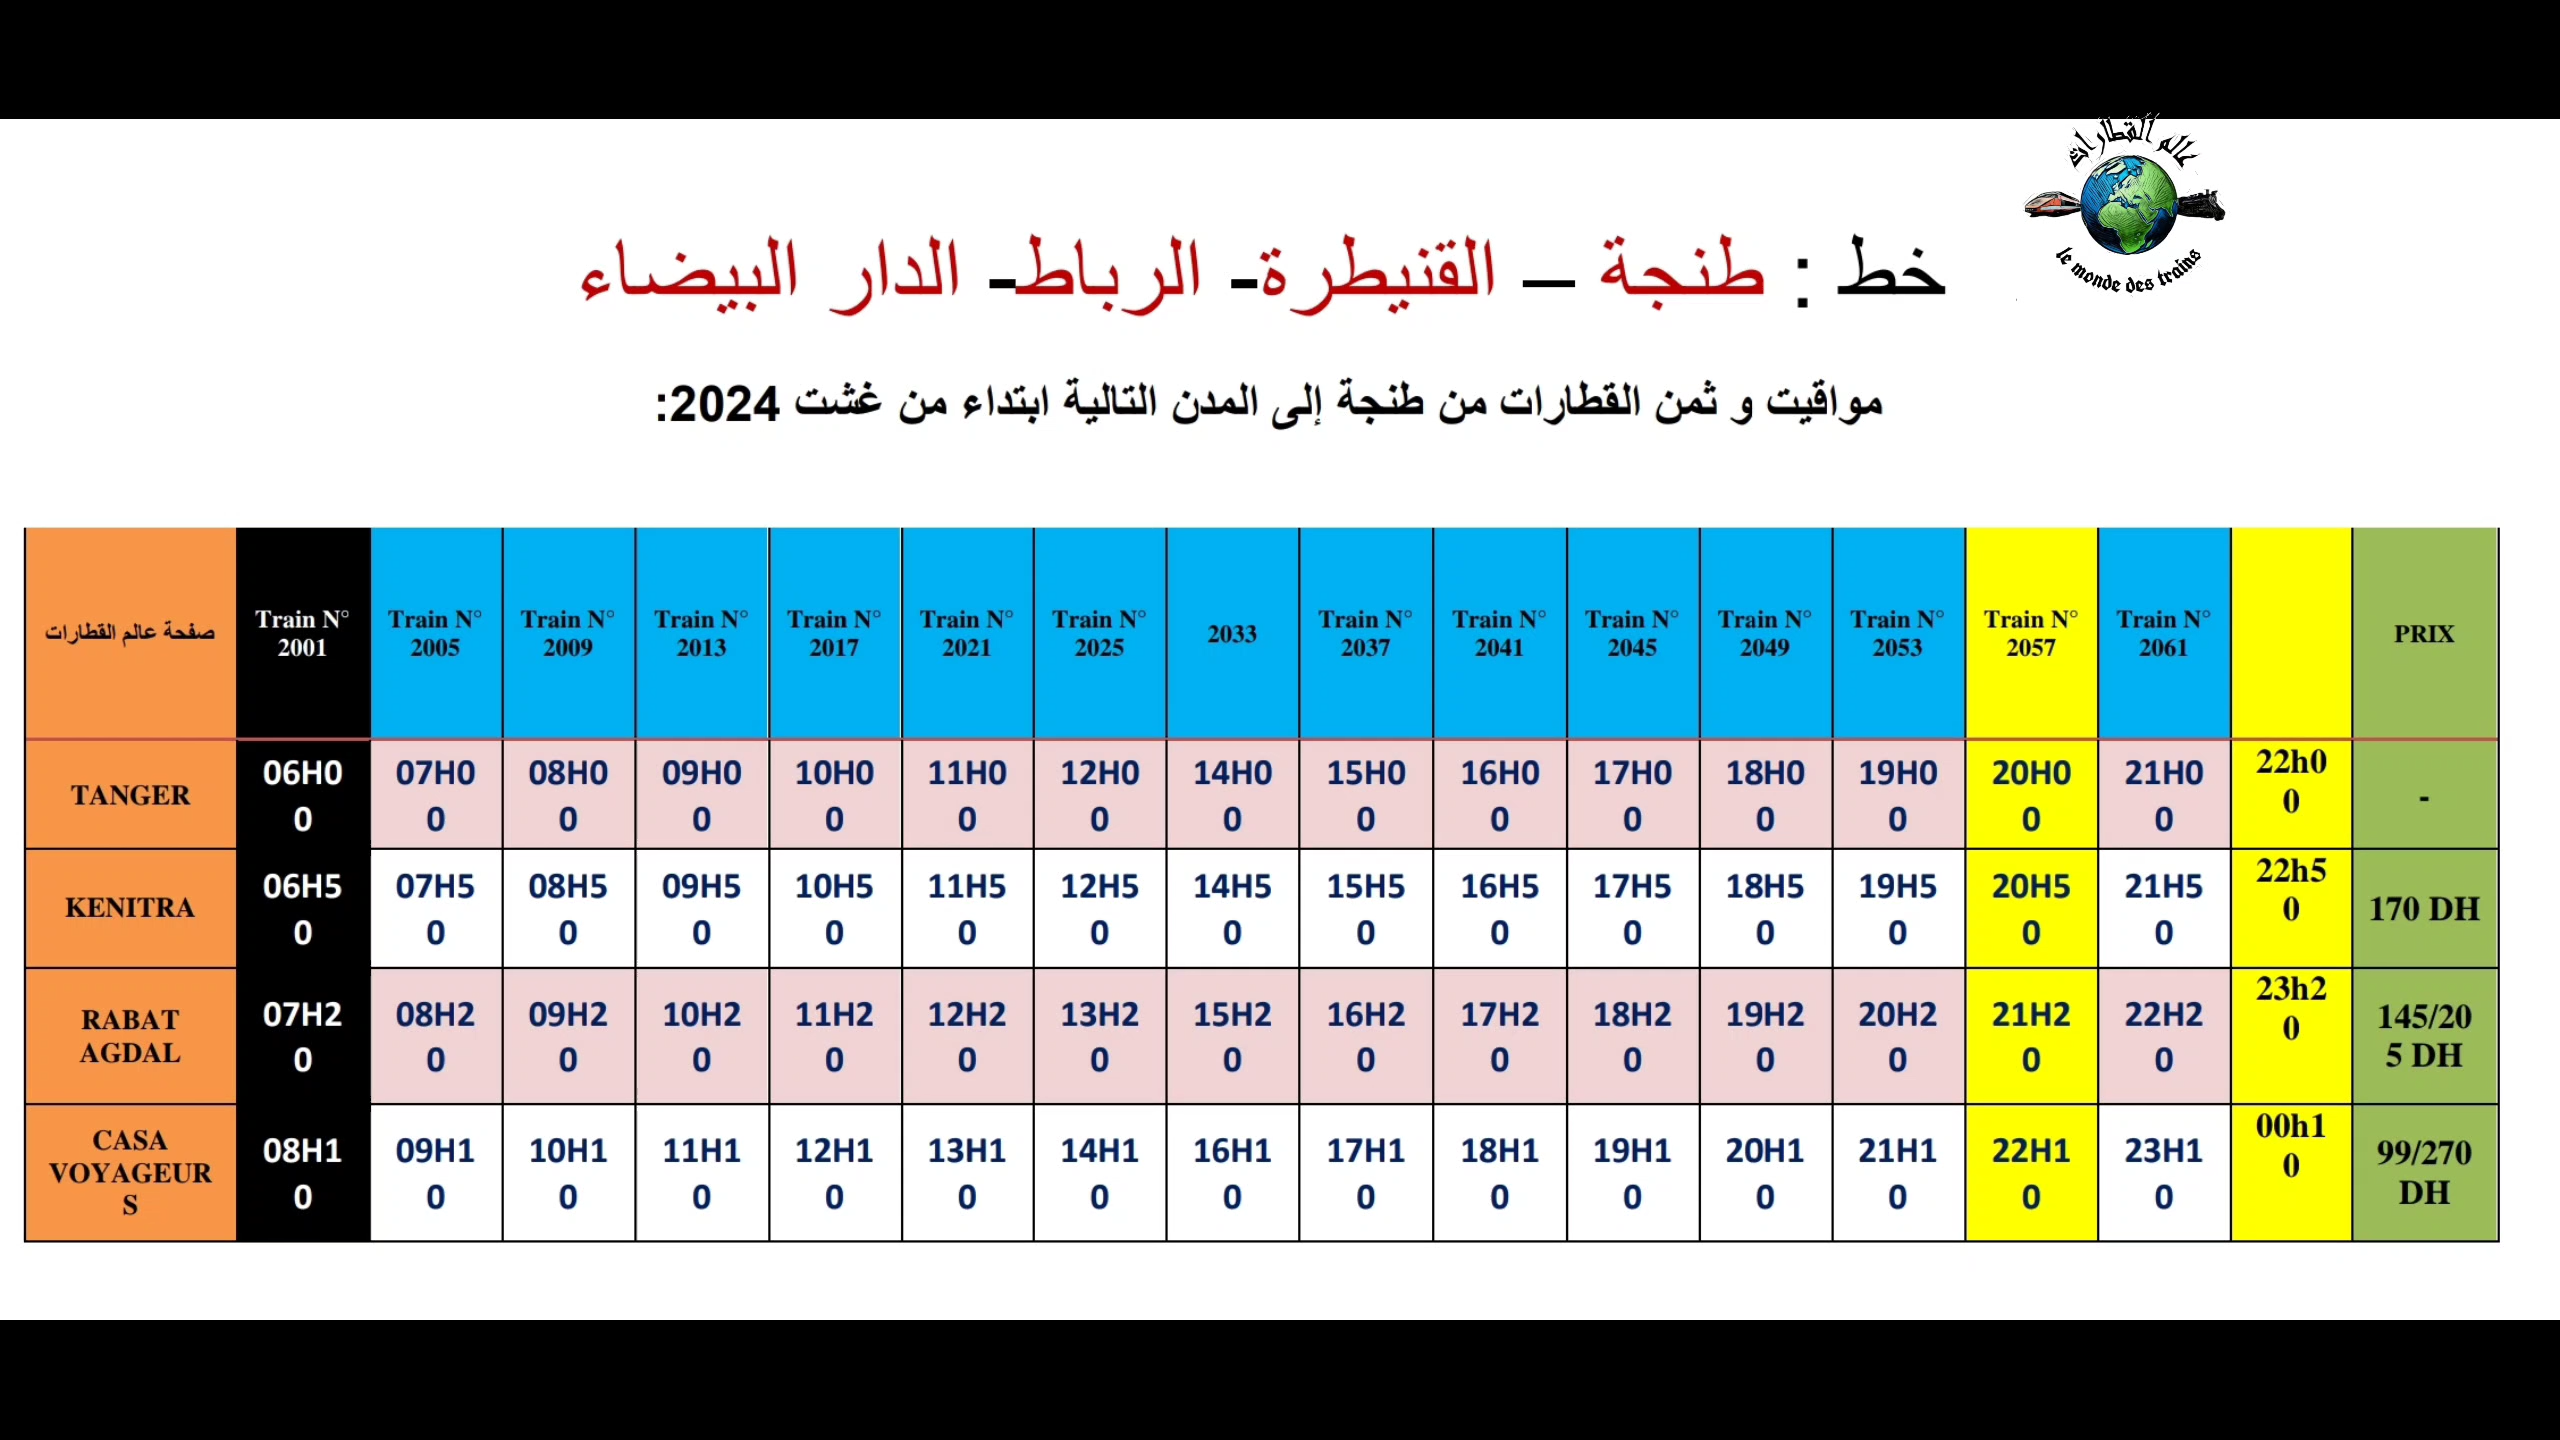 عالم القطارات
le monde des trains
خط : طنجة – القنيطرة- الرباط- الدار البيضاء
مواقيت و ثمن القطارات من طنجة إلى المدن التالية ابتداء من غشت 2024:
صفحة عالم القطارات Train N° 2001 Train N° 2005 Train N° 2009 Train N° 2013 Train N° 2017 Train N° 2021 Train N° 2025 2033 Train N° 2037 Train N° 2041 Train N° 2045 Train N° 2049 Train N° 2053 Train N° 2057 Train N° 2061 PRIX
TANGER 06H00 07H00 08H00 09H00 10H00 11H00 12H00 14H00 15H00 16H00 17H00 18H00 19H00 20H00 21H00 22h00 -
KENITRA 06H50 07H50 08H50 09H50 10H50 11H50 12H50 14H50 15H50 16H50 17H50 18H50 19H50 20H50 21H50 22h50 170 DH
RABAT AGDAL 07H20 08H20 09H20 10H20 11H20 12H20 13H20 15H20 16H20 17H20 18H20 19H20 20H20 21H20 22H20 23h20 145/205 DH
CASA VOYAGEURS 08H10 09H10 10H10 11H10 12H10 13H10 14H10 16H10 17H10 18H10 19H10 20H10 21H10 22H10 23H10 00h10 99/270 DH